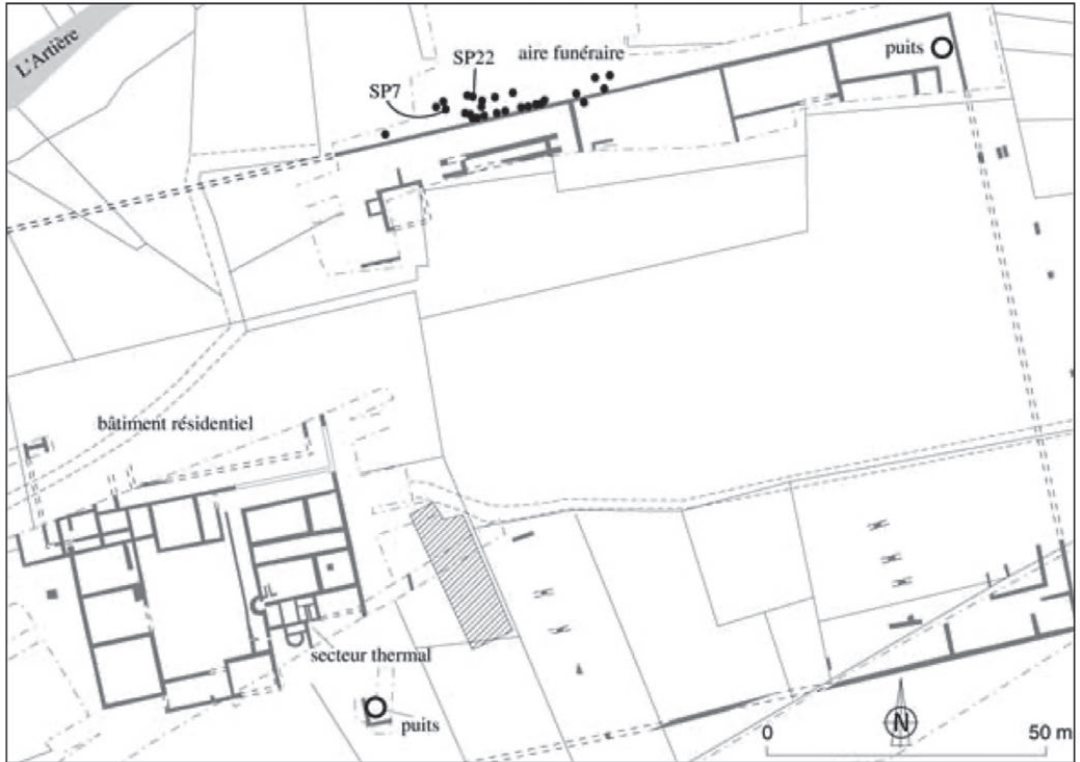 L'Artière
SP22
aire funéraire
puits
SP7
bâtiment résidentiel
secteur thermal
puits
N
0
50 m